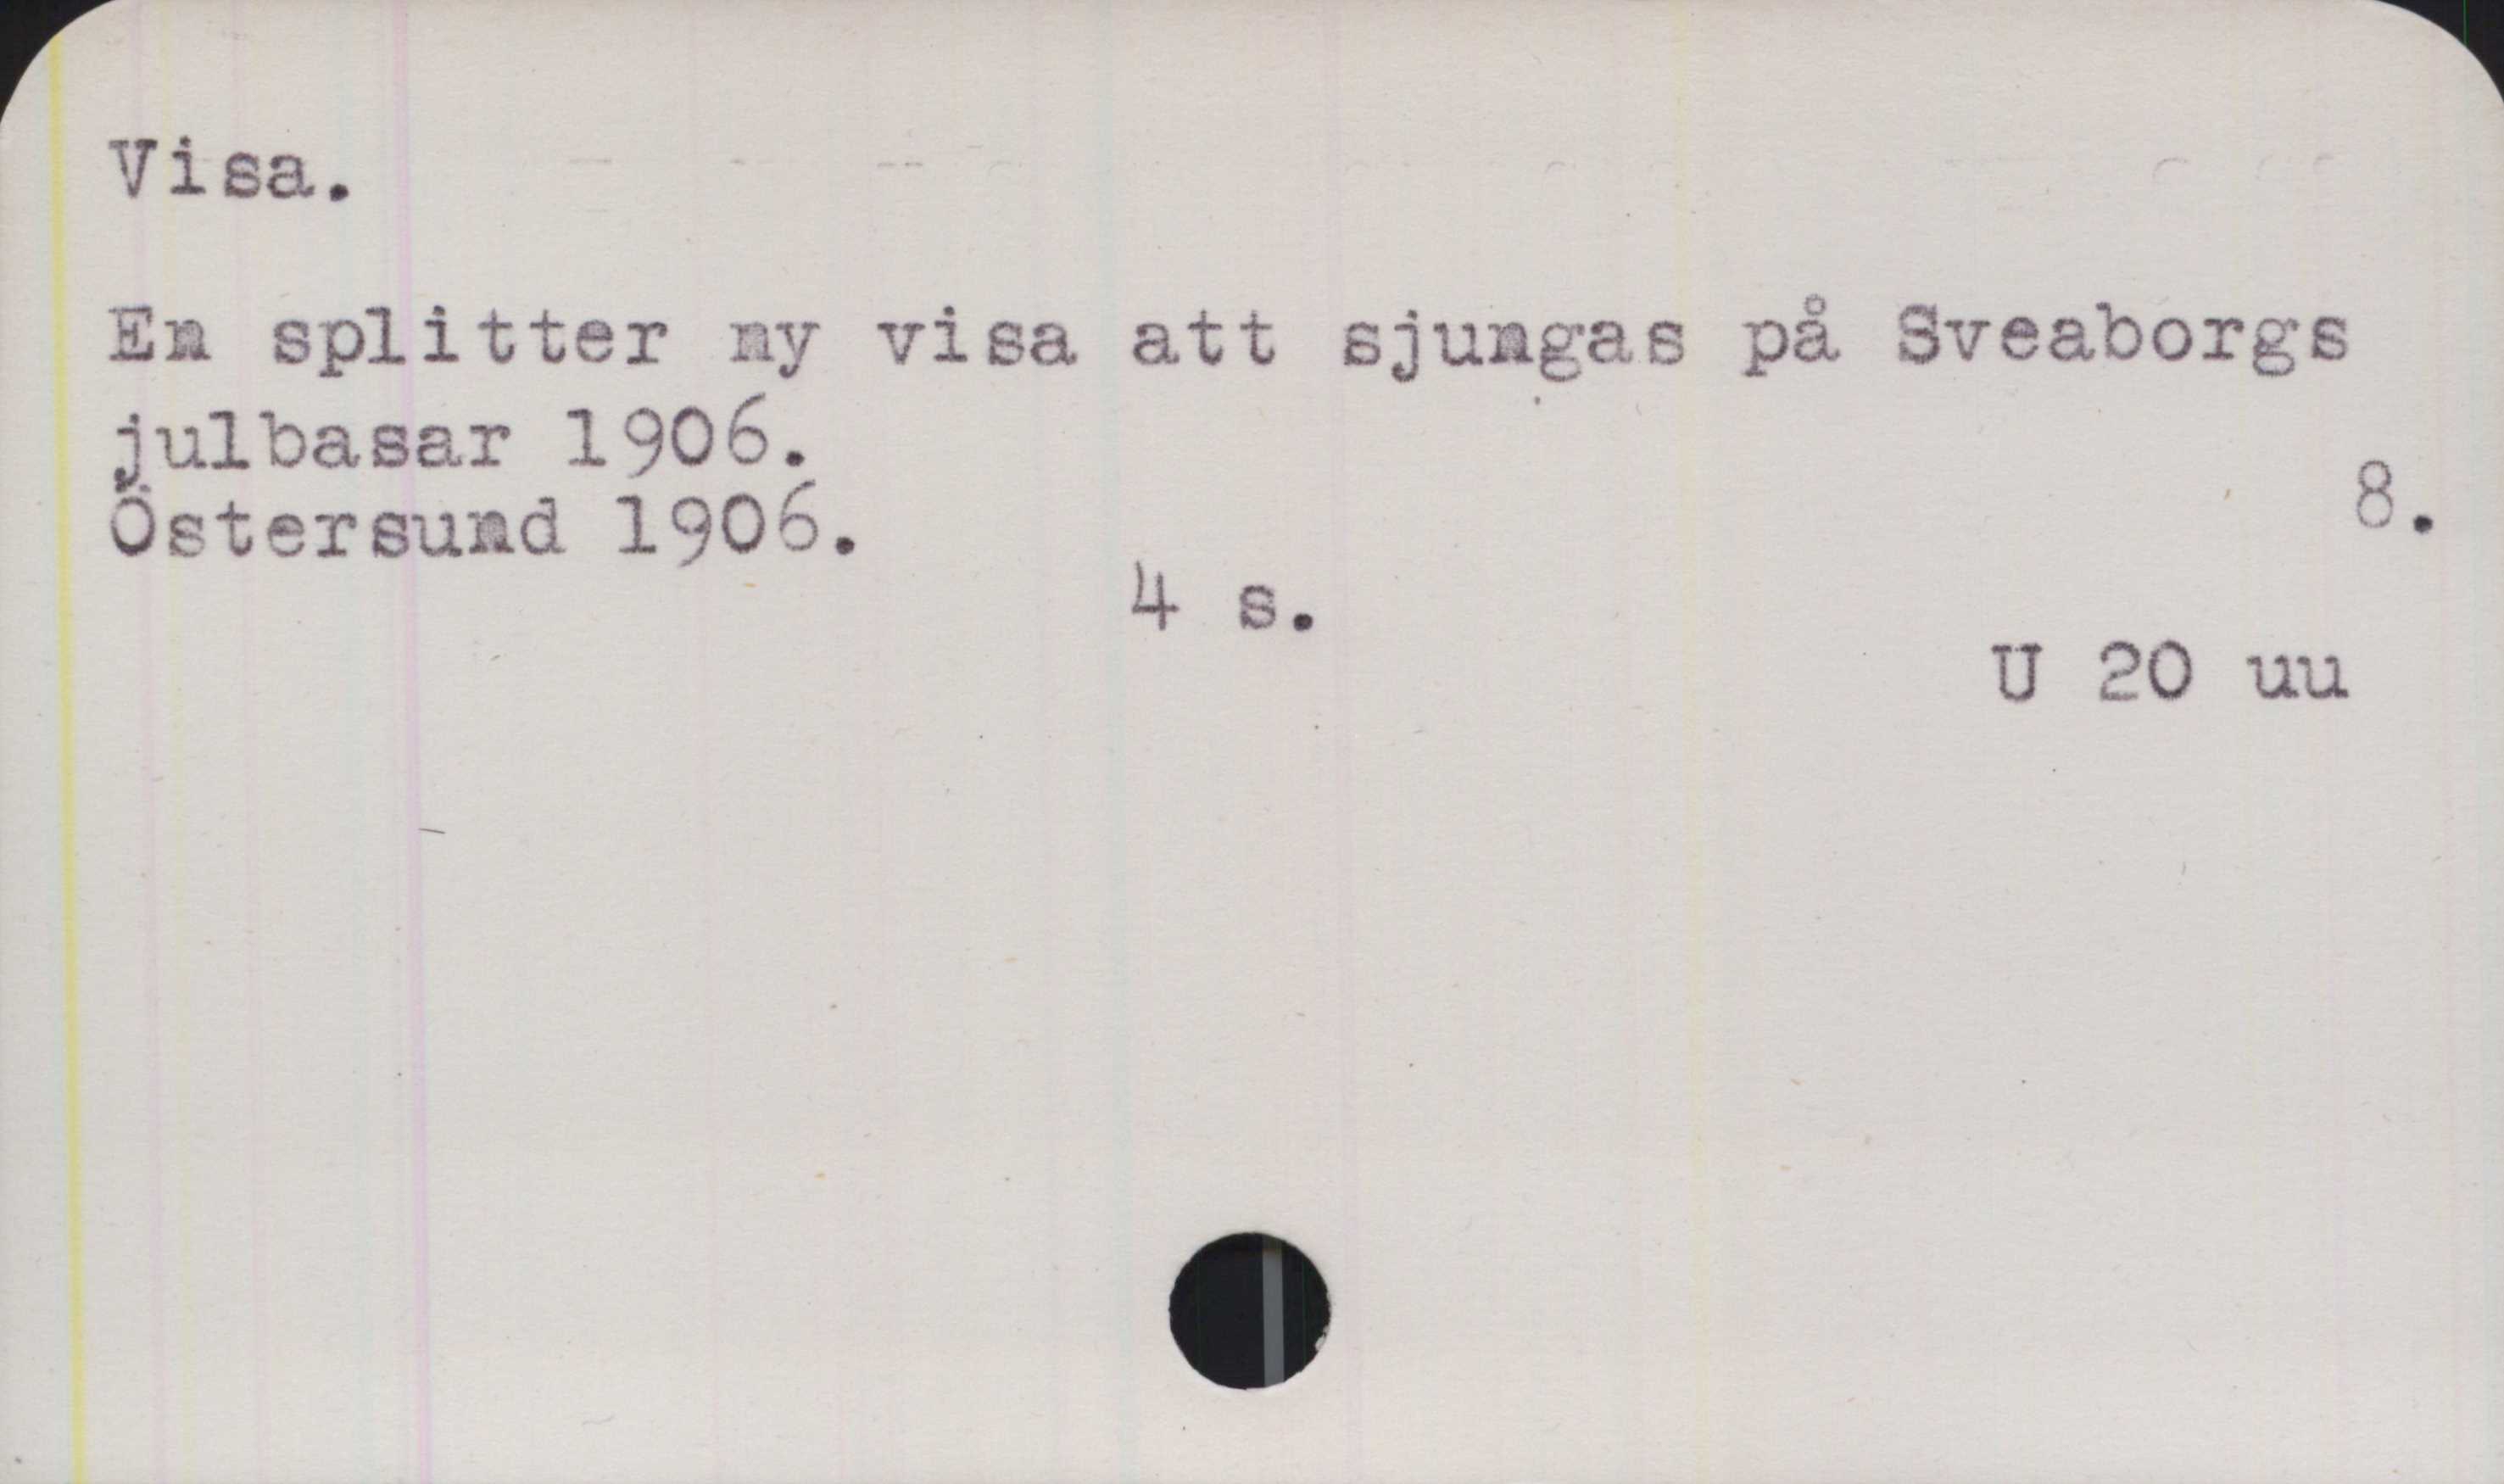 Visa.
En splitter ny visa att sjungas på Sveaborgs
julbasar 1906.
Östersund 1906. 8.
4 s.
U 20 uu